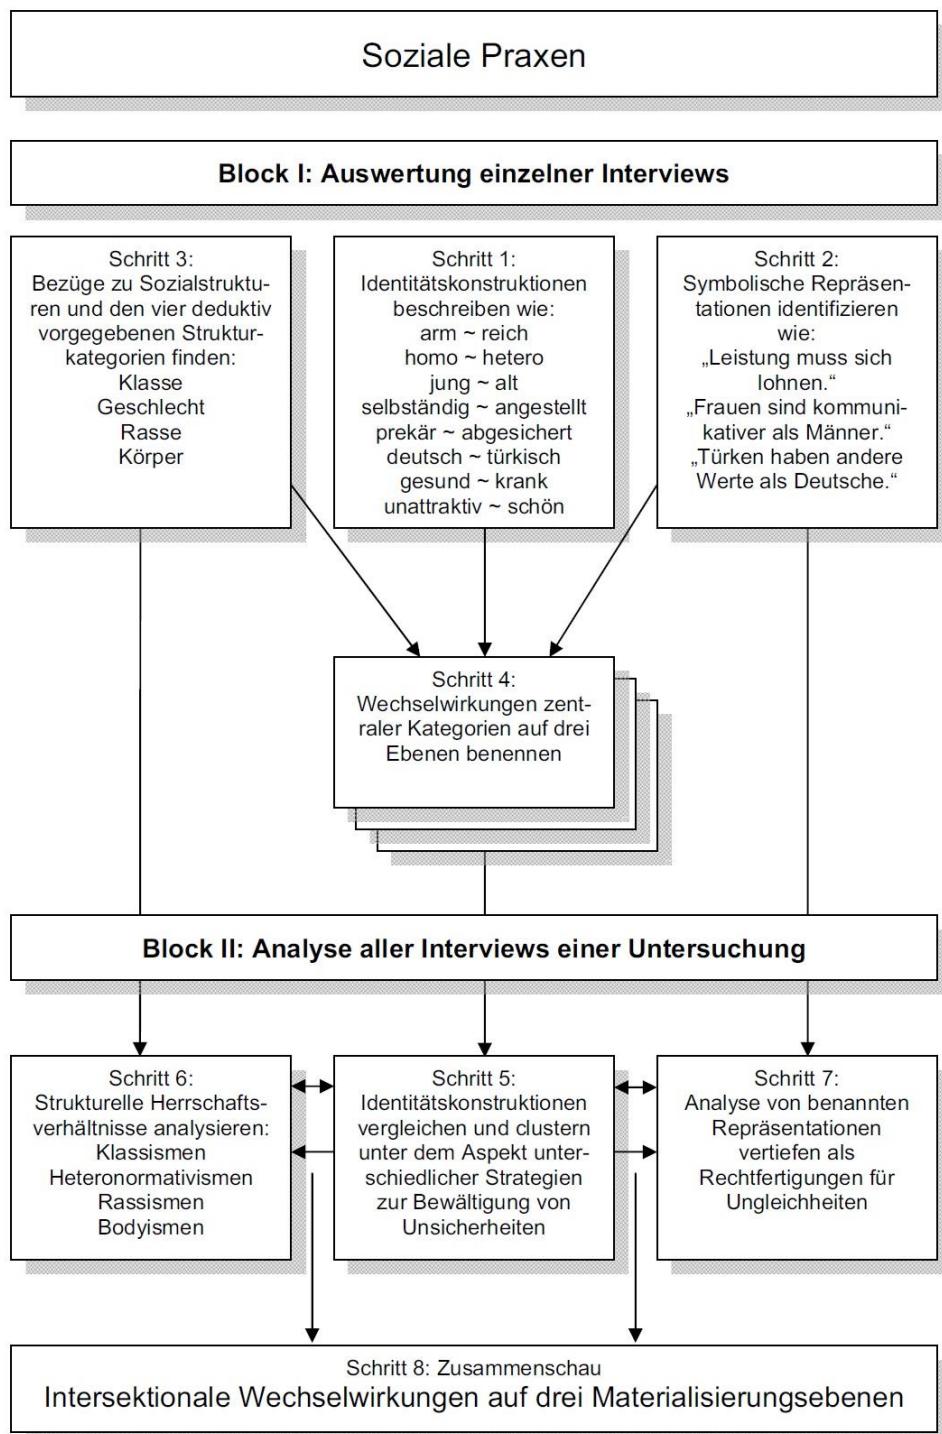 Soziale Praxen
Block I: Auswertung einzelner Interviews
Schritt 3:
Bezüge zu Sozialstruktu-
ren und den vier deduktiv
vorgegebenen Struktur-
kategorien finden:
Klasse
Geschlecht
Rasse
Körper
Schritt 1:
Identitätskonstruktionen
beschreiben wie:
arm ~ reich
homo ~ hetero
jung ~ alt
selbständig ~ angestellt
prekär ~ abgesichert
deutsch ~ türkisch
gesund ~ krank
unattraktiv ~ schön
Schritt 2:
Symbolische Repräsen-
tationen identifizieren
wie:
„Leistung muss sich
lohnen.“
„Frauen sind kommuni-
kativer als Männer.“
„Türken haben andere
Werte als Deutsche.“
Schritt 4:
Wechselwirkungen zent-
raler Kategorien auf drei
Ebenen benennen
Block II: Analyse aller Interviews einer Untersuchung
Schritt 6:
Strukturelle Herrschafts-
verhältnisse analysieren:
Klassismen
Heteronormativismen
Rassismen
Bodyismen
Schritt 5:
Identitätskonstruktionen
vergleichen und clustern
unter dem Aspekt unter-
schiedlicher Strategien
zur Bewältigung von
Unsicherheiten
Schritt 7:
Analyse von benannten
Repräsentationen
vertiefen als
Rechtfertigungen für
Ungleichheiten
Schritt 8: Zusammenschau
Intersektionale Wechselwirkungen auf drei Materialisierungsebenen